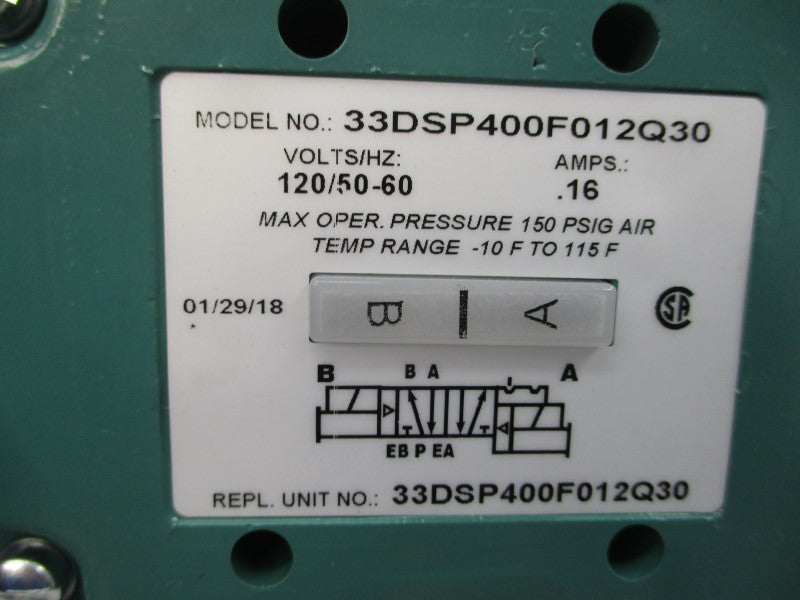 MODEL NO.: 33DSP400F012Q30
VOLTS/HZ: AMPS.:
120/50-60 .16
MAX OPER. PRESSURE 150 PSIG AIR
TEMP RANGE -10 F TO 115 F
01/29/18 B A SA
B B A A
EB P EA
REPL. UNIT NO.: 33DSP400F012Q30